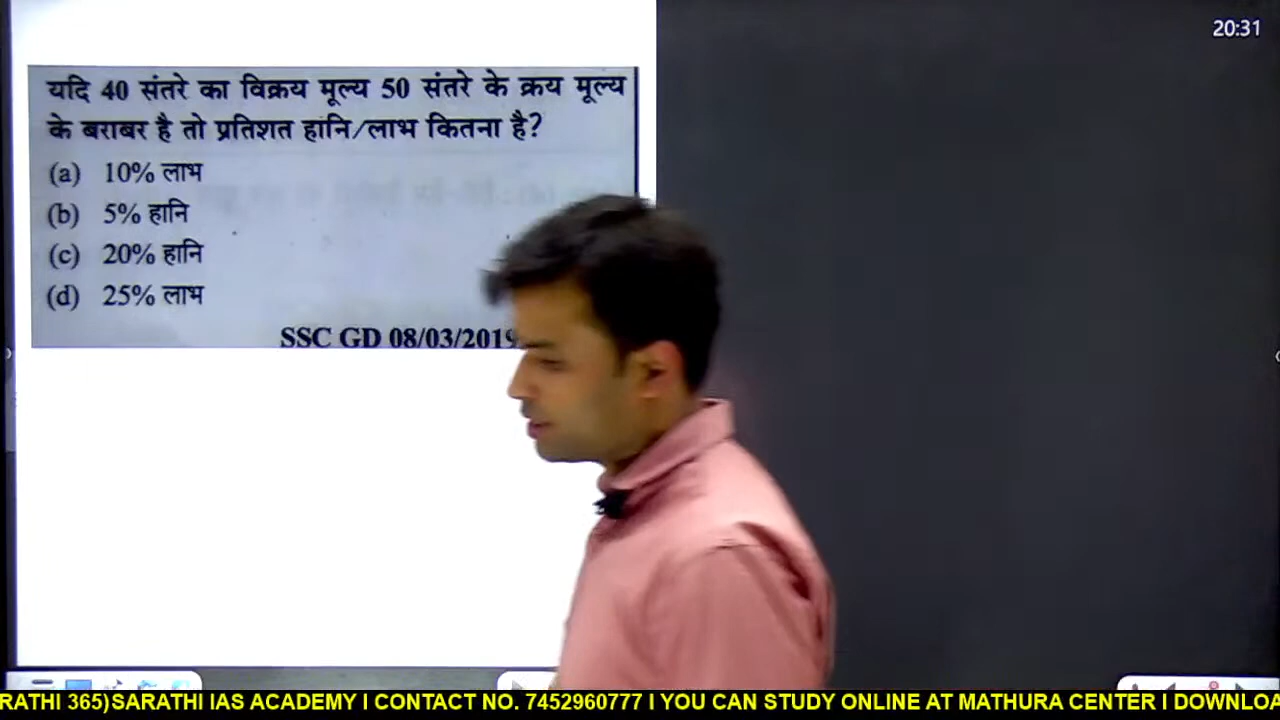 20:31
यदि 40 संतरे का विक्रय मूल्य 50 संतरे के क्रय मूल्य
के बराबर है तो प्रतिशत हानि/लाभ कितना है?
(a) 10% लाभ
(b) 5% हानि
(c) 20% हानि
(d) 25% लाभ
SSC GD 08/03/2019
RATHI 365)SARATHI IAS ACADEMY I CONTACT NO. 7452960777 I YOU CAN STUDY ONLINE AT MATHURA CENTER I DOWNLOA